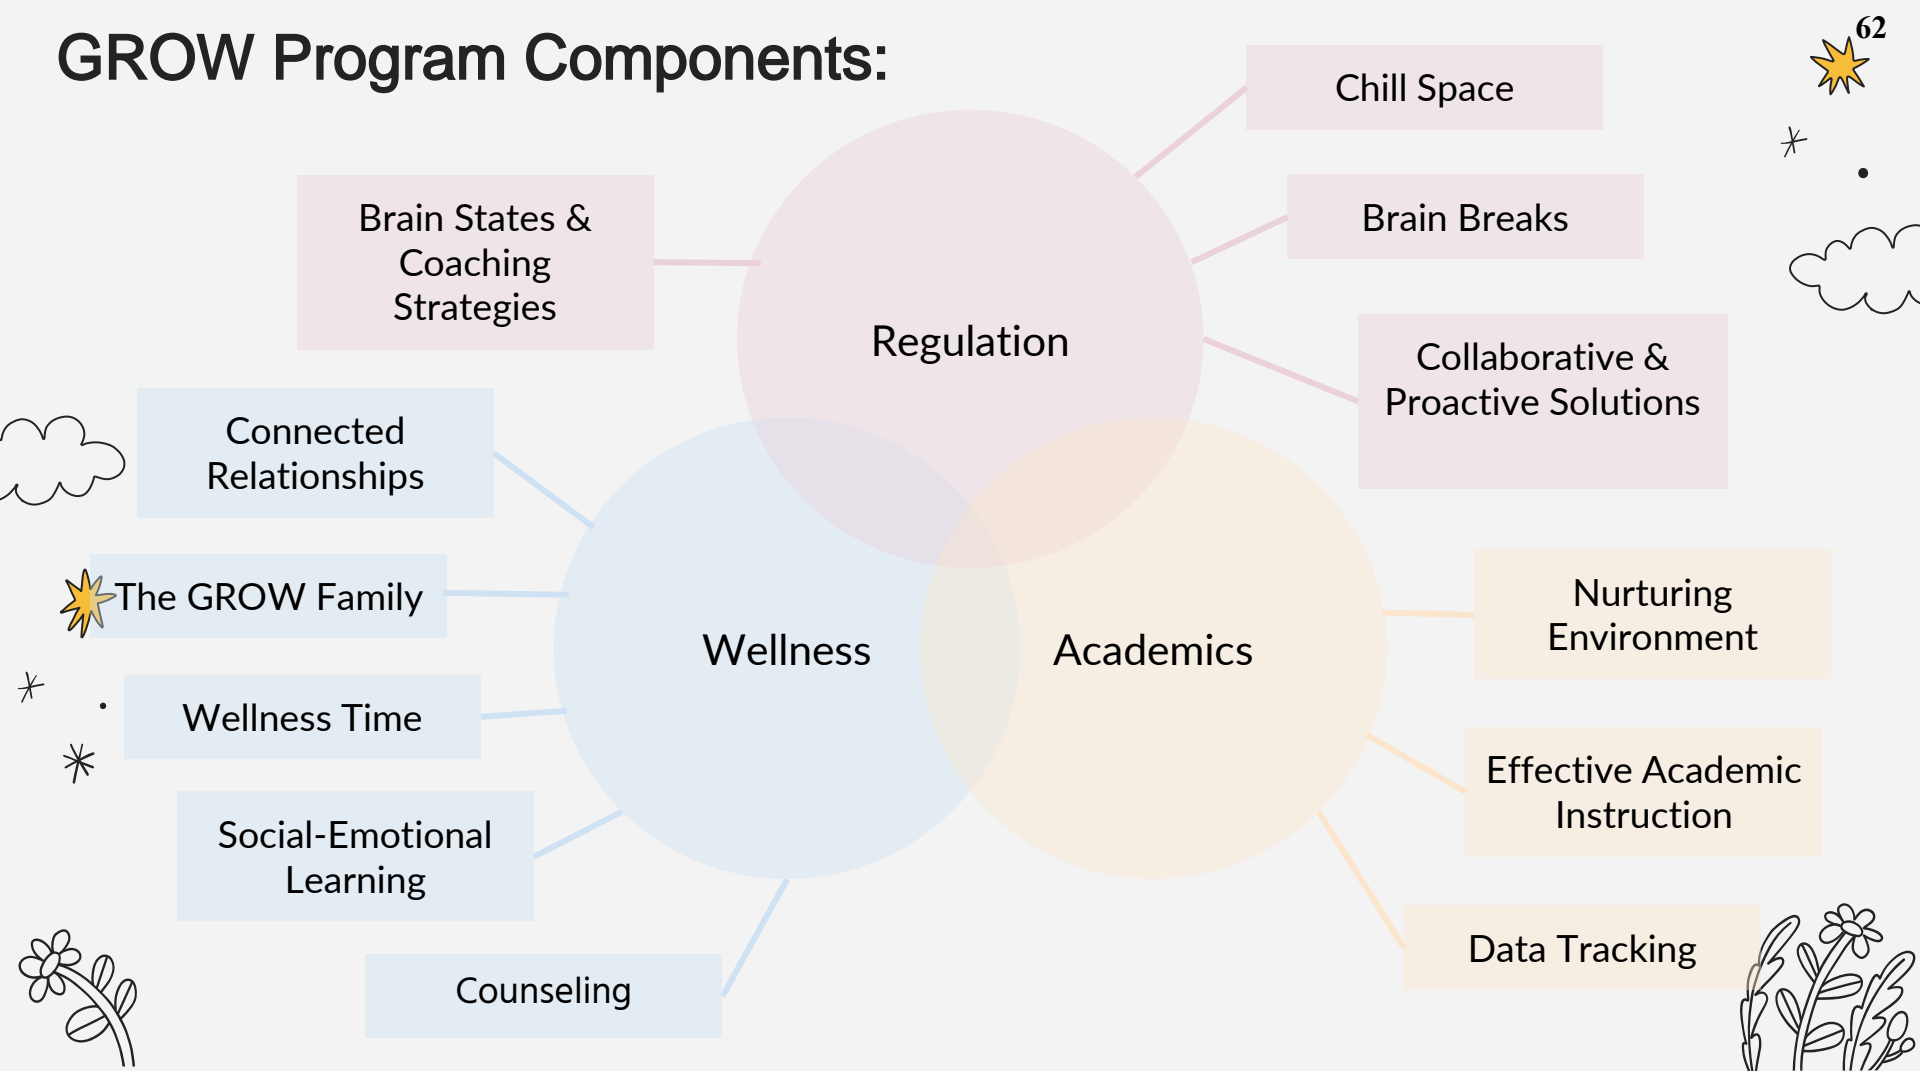 GROW Program Components:
62
Chill Space
Brain Breaks
Brain States &
Coaching
Strategies
Regulation
Collaborative &
Proactive Solutions
Connected
Relationships
The GROW Family
Wellness Time
Social-Emotional
Learning
Counseling
Wellness
Academics
Nurturing
Environment
Effective Academic
Instruction
Data Tracking